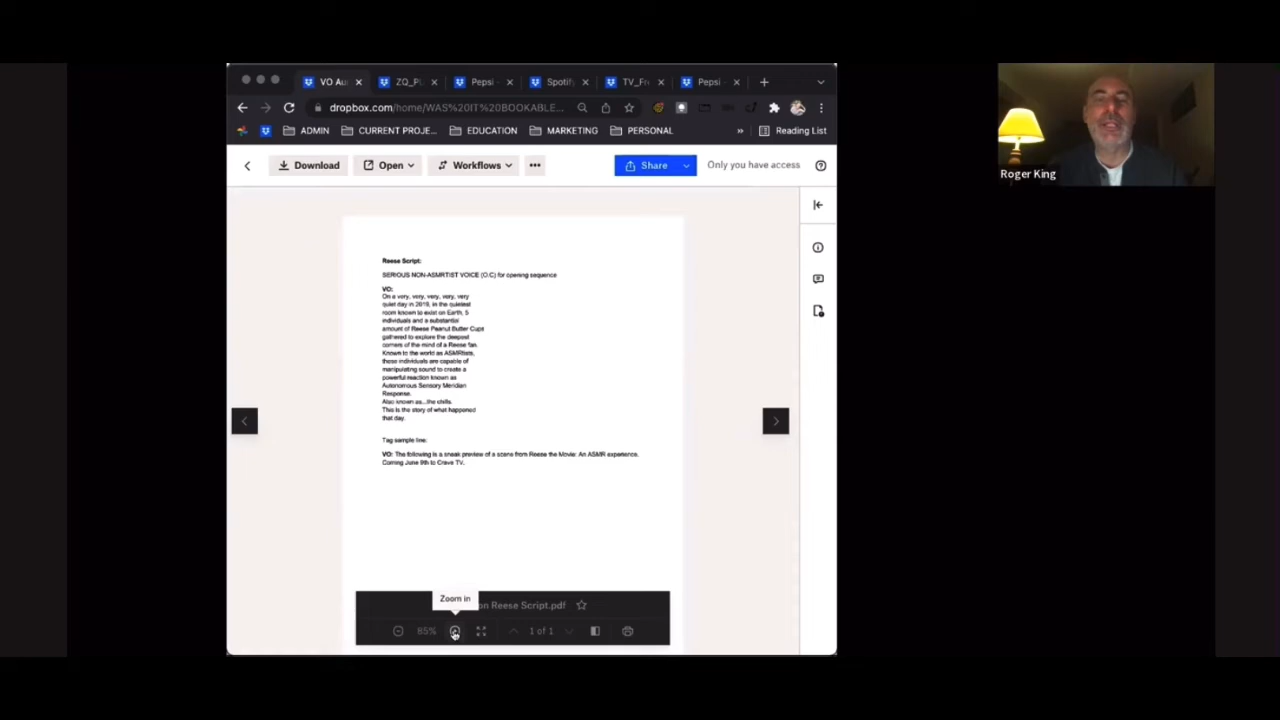 VO Au
ZQ_PL
Pepsi
Spotify
TV_Fr
Pepsi
dropbox.com/home/WAS%20IT%20BOOKABLE...
ADMIN
CURRENT PROJE...
EDUCATION
MARKETING
PERSONAL
»
Reading List
Download
Open
Workflows
Share
Only you have access
Roger King
Reese Script:
SERIOUS NON-ASMRTIST VOICE (O.C) for opening sequence
VO:
On a very, very, very, very, very
quiet day in 2019, in the quietest
room known to exist on Earth, 5
individuals and a substantial
amount of Reese Peanut Butter Cups
gathered to explore the deepest
corners of the mind of a Reese fan.
Known to the world as ASMRtists,
these individuals are capable of
manipulating sound to create a
powerful reaction known as
Autonomous Sensory Meridian
Response.
Also known as...the chills.
This is the story of what happened
that day.
Tag sample line:
VO: The following is a sneak preview of a scene from Reese the Movie: An ASMR experience.
Coming June 9th to Crave TV.
Zoom in
on Reese Script.pdf
85%
1 of 1